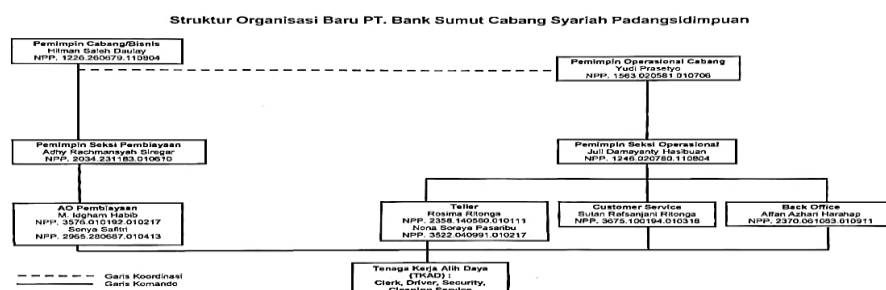 Struktur Organisasi Baru PT. Bank Sumut Cabang Syariah Padangsidimpuan
Pemimpin Cabang/Bisnis
Hilman Saleh Daulay
NPP. 1226.260679.110804
Pemimpin Operasional Cabang
Yudi Prasetyo
NPP. 1563.020581.010706
Pemimpin Seksi Pembiayaan
Adhy Rachmansyah Siregar
NPP. 2034.231183.010610
Pemimpin Seksi Operasional
Juli Damayanty Hasibuan
NPP. 1246.020780.110804
AO Pembiayaan
M. Idgham Habib
NPP. 3576.010192.010217
Sonya Safitri
NPP. 2965.280687.010413
Teller
Rosima Ritonga
NPP. 2358.140580.010111
Nona Soraya Pasaribu
NPP. 3522.040991.010217
Customer Service
Sutan Rafsanjani Ritonga
NPP. 3675.100194.010318
Back Office
Affan Azhari Harahap
NPP. 2370.061083.010911
Tenaga Kerja Alih Daya
(TKAD) :
Clerk, Driver, Security,
Cleaning Service
Garis Koordinasi
Garis Komando